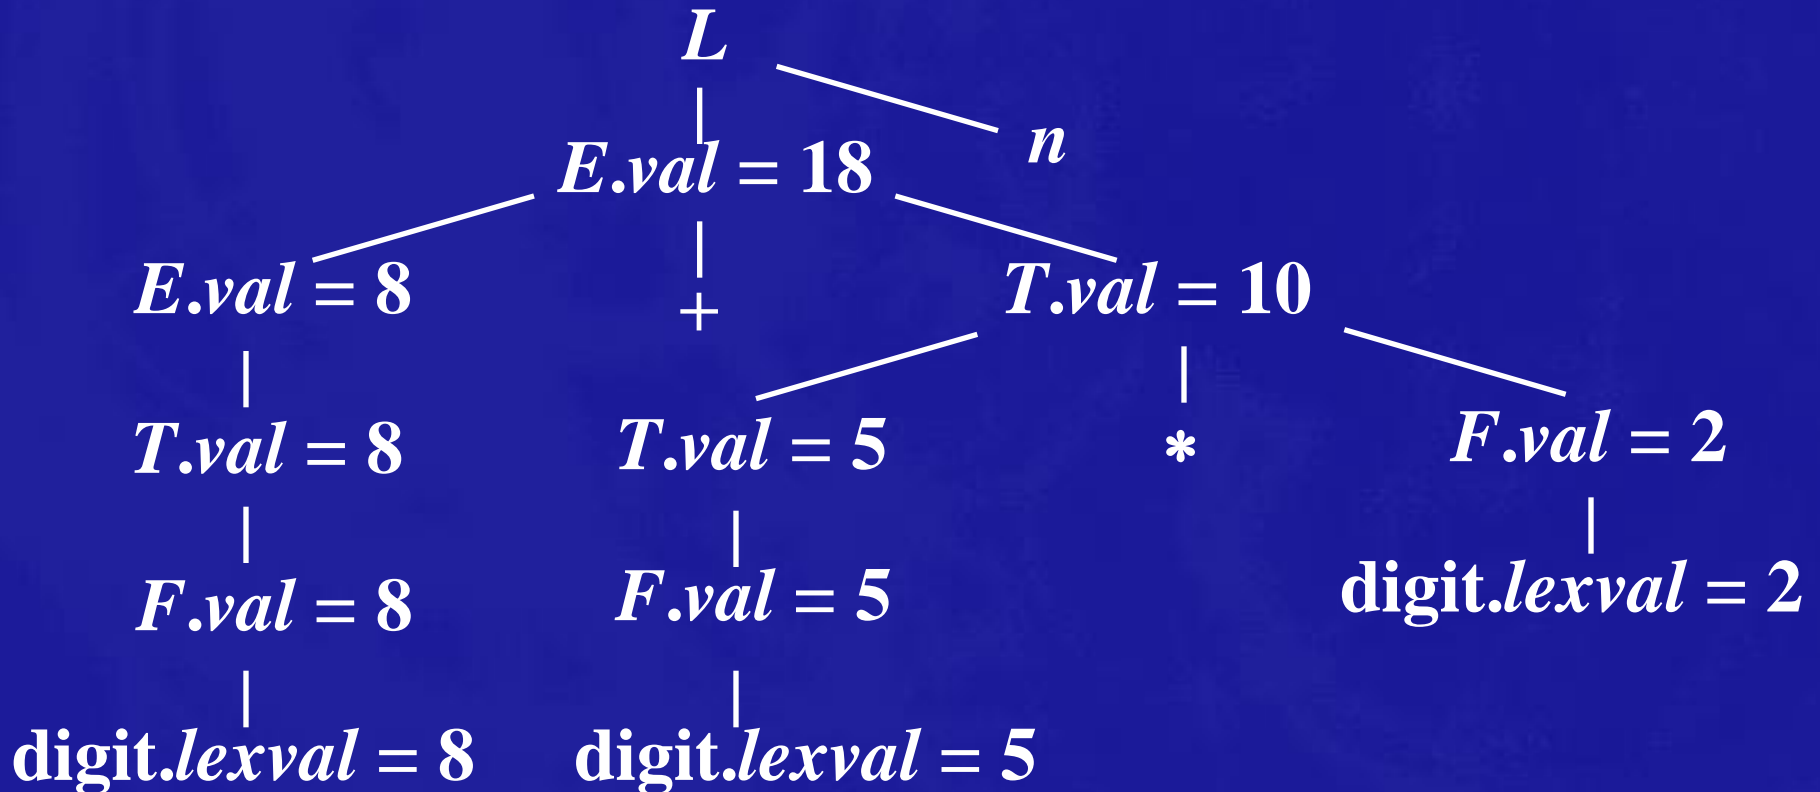 L
n
E.val = 18
E.val = 8
+
T.val = 10
T.val = 8
T.val = 5
*
F.val = 2
F.val = 8
F.val = 5
digit.lexval = 2
digit.lexval = 8
digit.lexval = 5